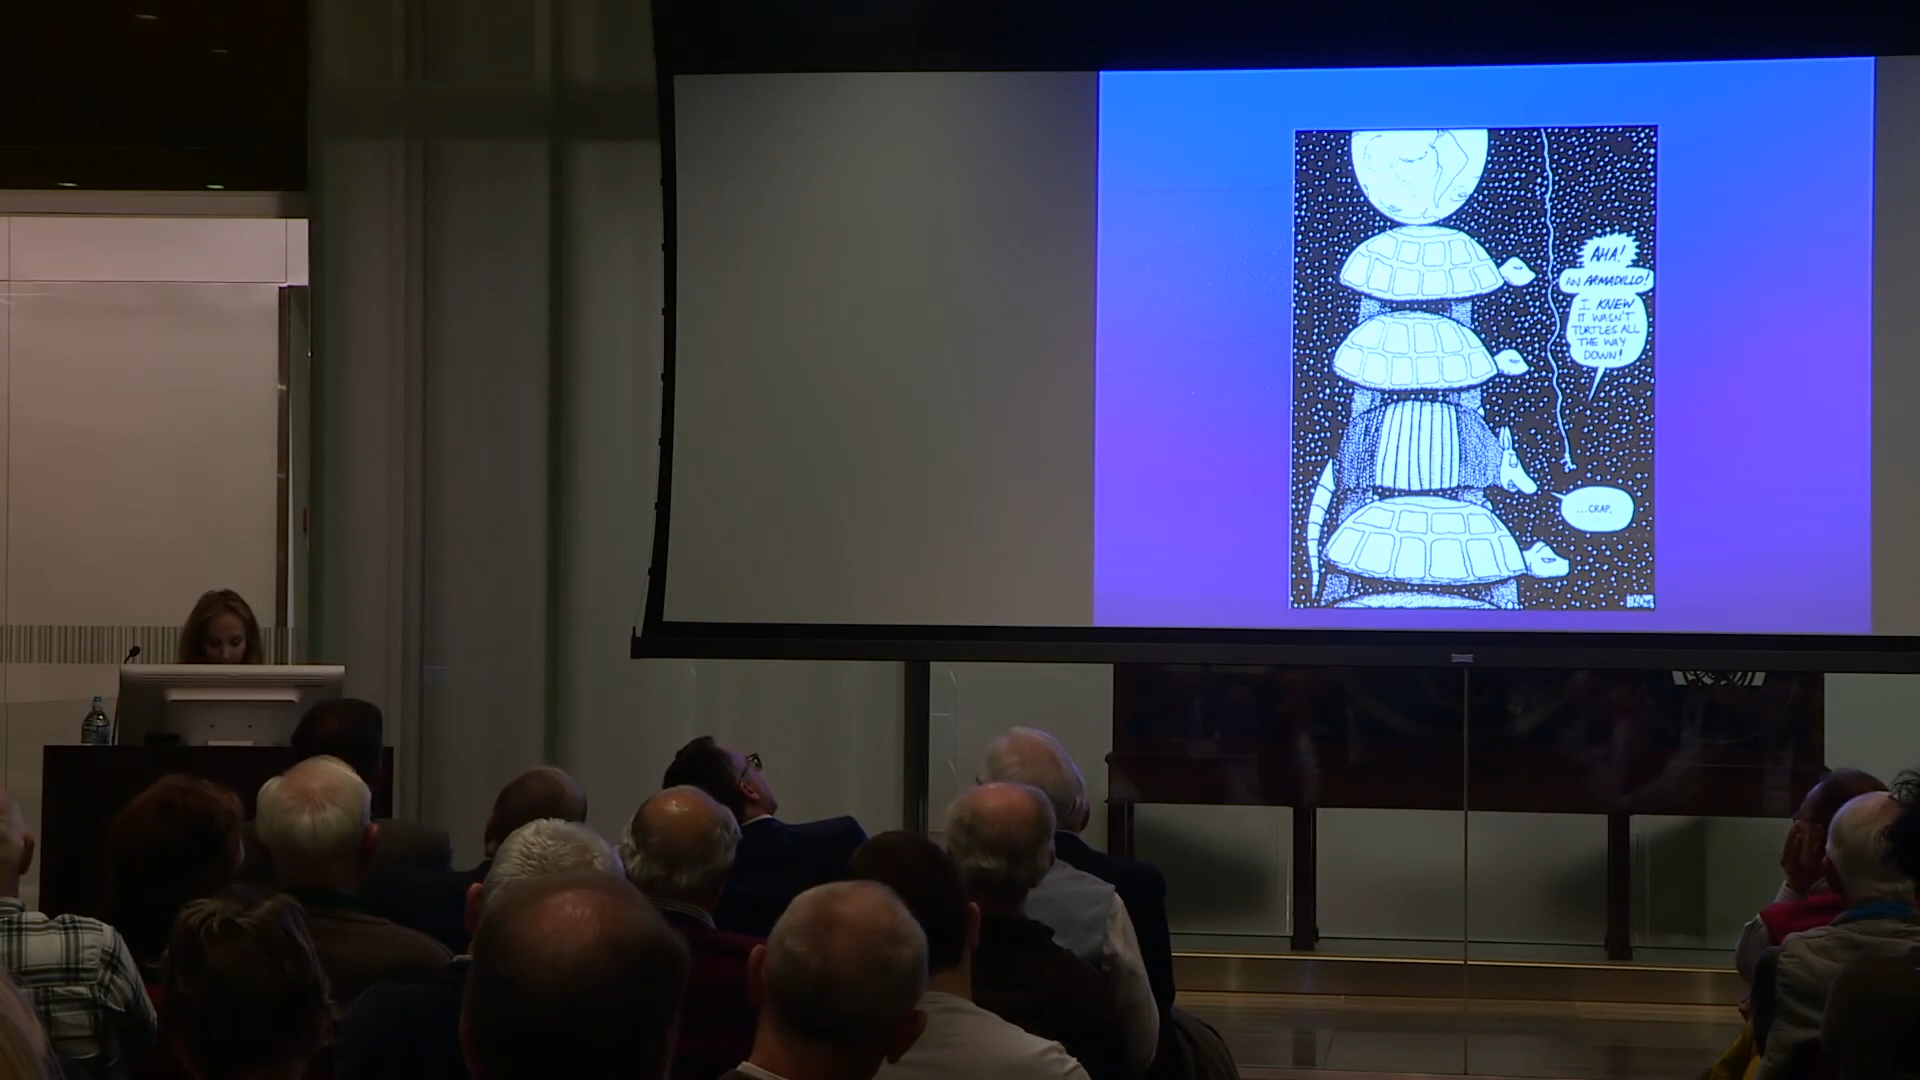 AHA!
AN ARMADILLO!
I KNEW
IT WASN'T
TURTLES ALL
THE WAY
DOWN!
...CRAP.